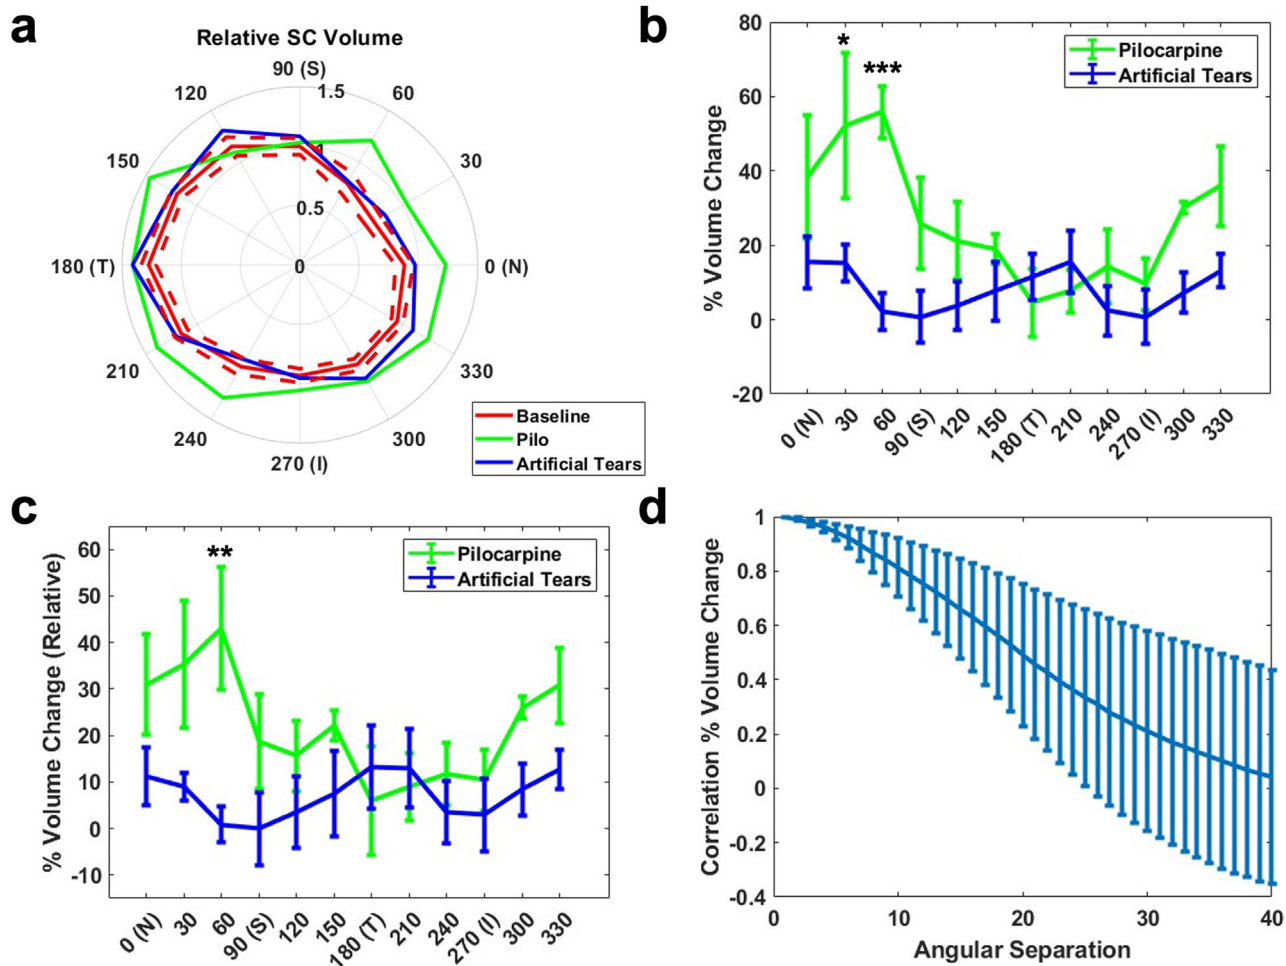 a
Relative SC Volume
90 (S)
120
1.5
60
150
1
30
0.5
180 (T)
0
0 (N)
210
330
240
300
270 (I)
Baseline
Pilo
Artificial Tears
b
% Volume Change
80
60
40
20
0
-20
*
***
Pilocarpine
Artificial Tears
0 (N)
30
60
90 (S)
120
150
180 (T)
210
240
270 (I)
300
330
c
% Volume Change (Relative)
60
50
40
30
20
10
0
-10
**
Pilocarpine
Artificial Tears
0 (N)
30
60
90 (S)
120
150
180 (T)
210
240
270 (I)
300
330
d
Correlation % Volume Change
1
0.8
0.6
0.4
0.2
0
-0.2
-0.4
0
10
20
30
40
Angular Separation